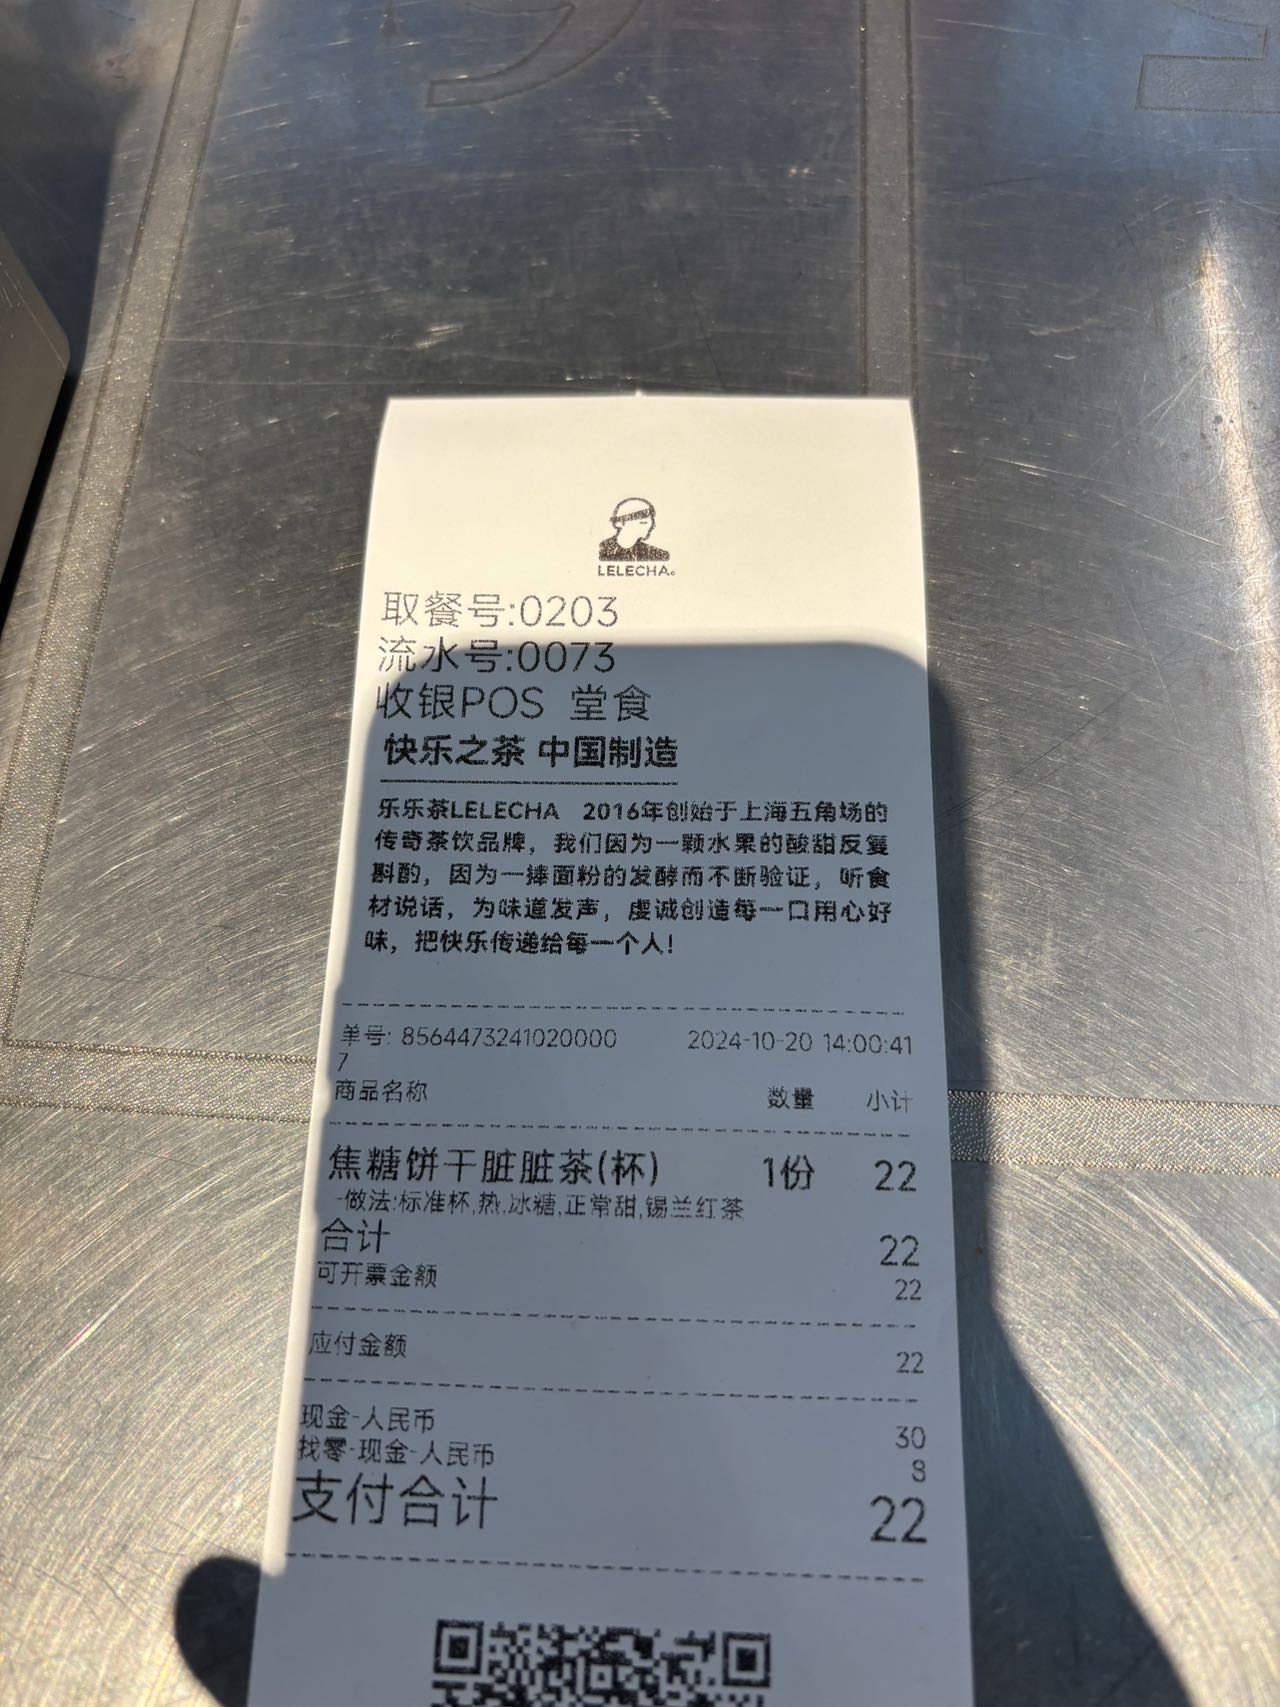 LELECHA
取餐号:0203
流水号:0073
收银POS 堂食
快乐之茶 中国制造
乐乐茶LELECHA 2016年创始于上海五角场的
传奇茶饮品牌，我们因为一颗水果的酸甜反复
斟酌，因为一捧面粉的发酵而不断验证，听食
材说话，为味道发声，虔诚创造每一口用心好
味，把快乐传递给每一个人!
单号: 8564473241020000 2024-10-20 14:00:41
7
商品名称 数量 小计
焦糖饼干脏脏茶(杯) 1份 22
-做法:标准杯,热,冰糖,正常甜,锡兰红茶
合计 22
可开票金额 22
应付金额 22
现金-人民币 30
找零-现金-人民币 8
支付合计 22